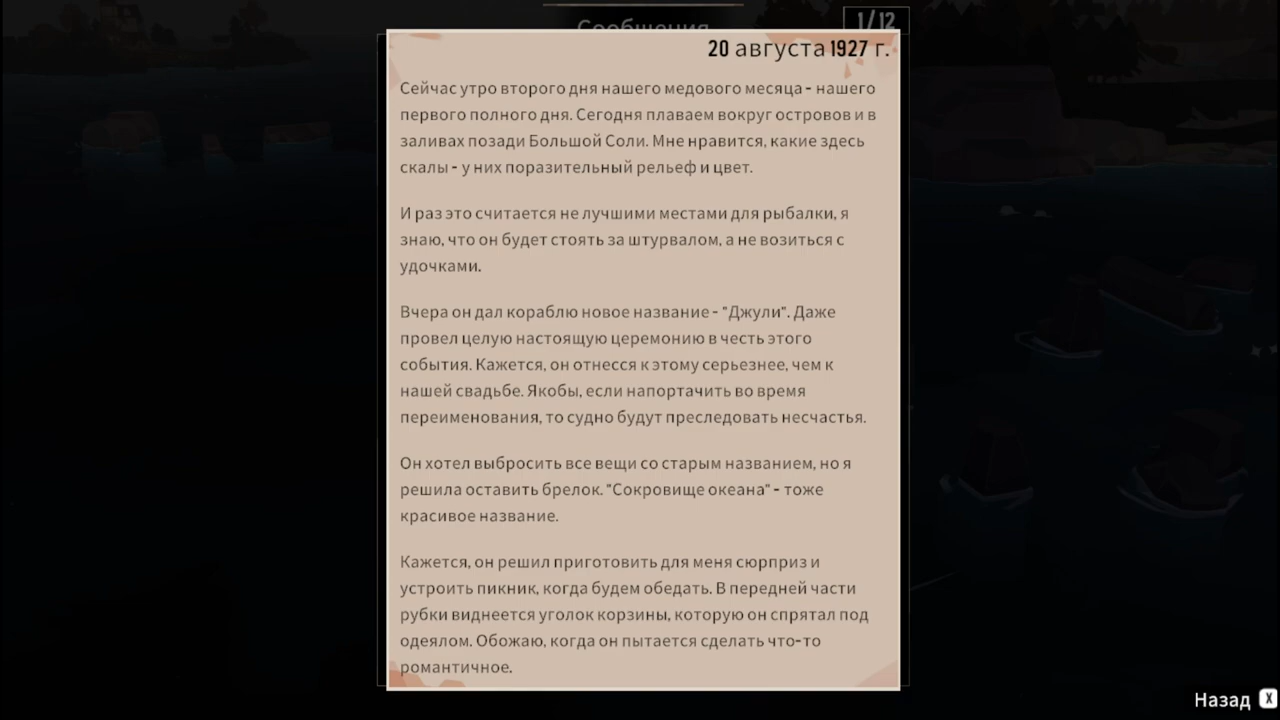 Сообщения
1/12
20 августа 1927 г.
Сейчас утро второго дня нашего медового месяца - нашего
первого полного дня. Сегодня плаваем вокруг островов и в
заливах позади Большой Соли. Мне нравится, какие здесь
скалы - у них поразительный рельеф и цвет.
И раз это считается не лучшими местами для рыбалки, я
знаю, что он будет стоять за штурвалом, а не возиться с
удочками.
Вчера он дал кораблю новое название - "Джули". Даже
провел целую настоящую церемонию в честь этого
события. Кажется, он отнесся к этому серьезнее, чем к
нашей свадьбе. Якобы, если напортачить во время
переименования, то судно будут преследовать несчастья.
Он хотел выбросить все вещи со старым названием, но я
решила оставить брелок. "Сокровище океана" - тоже
красивое название.
Кажется, он решил приготовить для меня сюрприз и
устроить пикник, когда будем обедать. В передней части
рубки виднеется уголок корзины, которую он спрятал под
одеялом. Обожаю, когда он пытается сделать что-то
романтичное.
Назад X